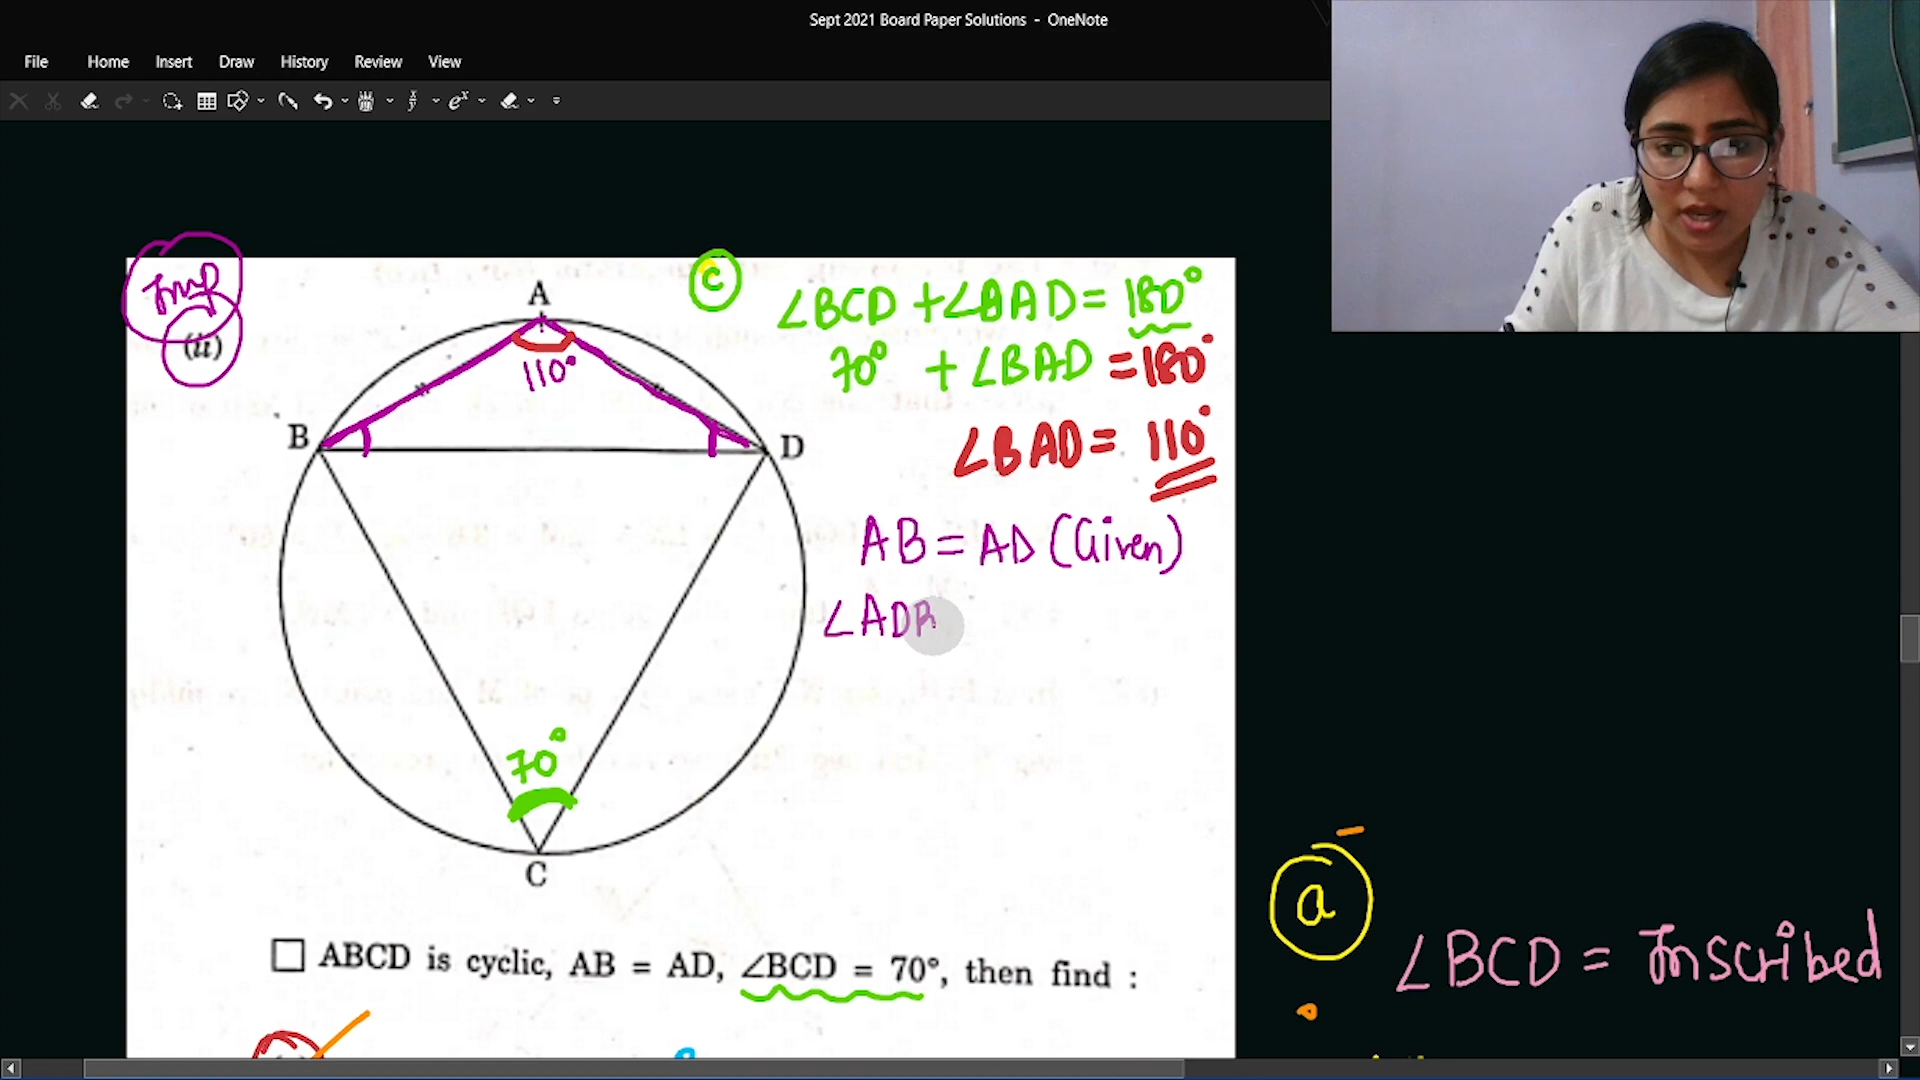 Sept 2021 Board Paper Solutions - OneNote
File Home Insert Draw History Review View
Imp
(ii)
A
110°
B
D
70°
C
C
∠BCD + ∠BAD = 180°
70° + ∠BAD = 180°
∠BAD = 110°
AB = AD (Given)
∠AD
□ ABCD is cyclic, AB = AD, ∠BCD = 70°, then find :
a
∠BCD = Inscribed